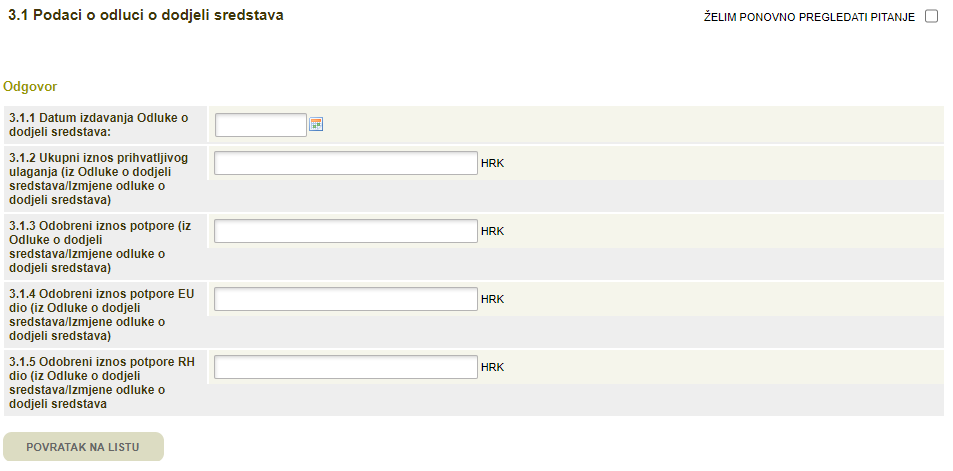 3.1 Podaci o odluci o dodjeli sredstava
ŽELIM PONOVNO PREGLEDATI PITANJE
Odgovor
3.1.1 Datum izdavanja Odluke o
dodjeli sredstava:
3.1.2 Ukupni iznos prihvatljivog
ulaganja (iz Odluke o dodjeli
sredstava/Izmjene odluke o
dodjeli sredstava)
HRK
3.1.3 Odobreni iznos potpore (iz
Odluke o dodjeli
sredstava/Izmjene odluke o
dodjeli sredstava)
HRK
3.1.4 Odobreni iznos potpore EU
dio (iz Odluke o dodjeli
sredstava/Izmjene odluke o
dodjeli sredstava)
HRK
3.1.5 Odobreni iznos potpore RH
dio (iz Odluke o dodjeli
sredstava/Izmjene odluke o
dodjeli sredstava
HRK
POVRATAK NA LISTU